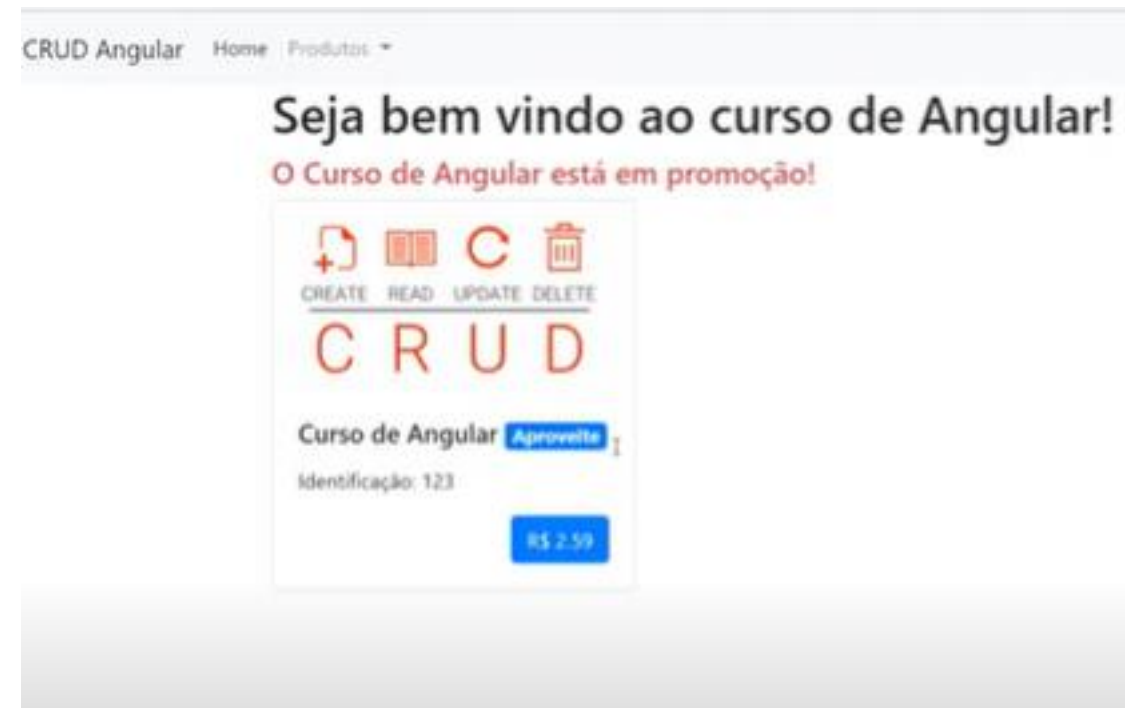 CRUD Angular Home Produtos
Seja bem vindo ao curso de Angular!
O Curso de Angular está em promoção!
CREATE READ UPDATE DELETE
C R U D
Curso de Angular Aproveite
Identificação: 123
R$ 2.59